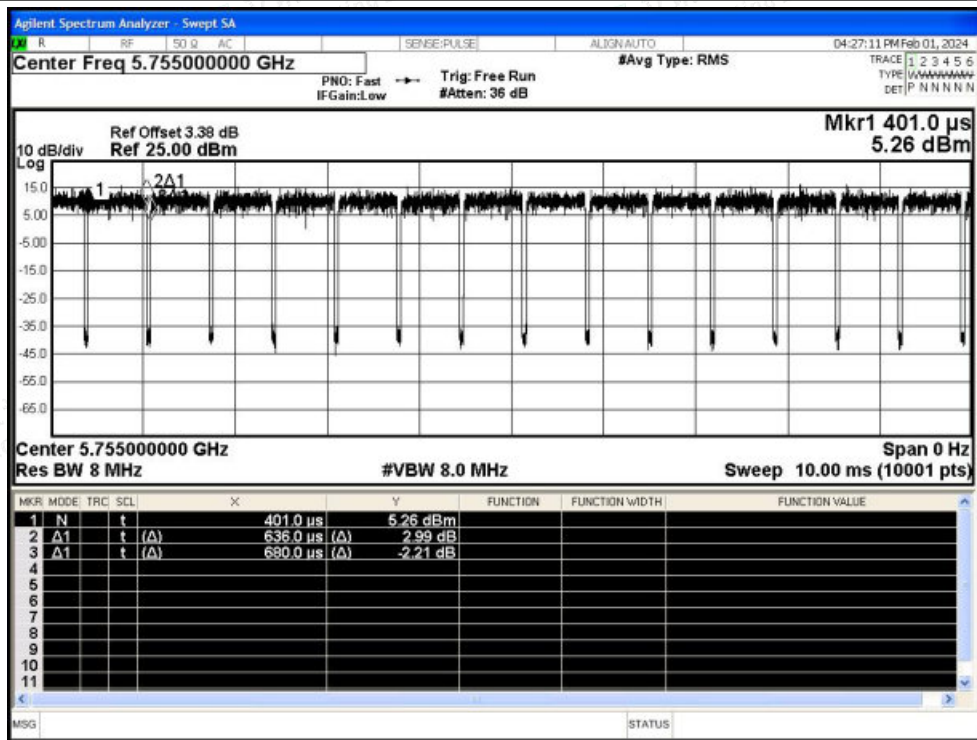 Agilent Spectrum Analyzer - Swept SA
LXI R RF 50 Ω AC SENSE:PULSE ALIGNAUTO 04:27:11 PM Feb 01, 2024
Center Freq 5.755000000 GHz
PNO: Fast
IFGain:Low
Trig: Free Run
#Atten: 36 dB
#Avg Type: RMS
TRACE 1 2 3 4 5 6
TYPE
DET P N N N N N
Mkr1 401.0 µs
5.26 dBm
Ref Offset 3.38 dB
10 dB/div Ref 25.00 dBm
Log
15.0
5.00
-5.00
-15.0
-25.0
-35.0
-45.0
-55.0
-65.0
1
2Δ1
Center 5.755000000 GHz Span 0 Hz
Res BW 8 MHz #VBW 8.0 MHz Sweep 10.00 ms (10001 pts)
MKR MODE TRC SCL X Y FUNCTION FUNCTION WIDTH FUNCTION VALUE
1 N t 401.0 µs 5.26 dBm
2 Δ1 t (Δ) 636.0 µs (Δ) 2.99 dB
3 Δ1 t (Δ) 680.0 µs (Δ) -2.21 dB
4
5
6
7
8
9
10
11
MSG STATUS